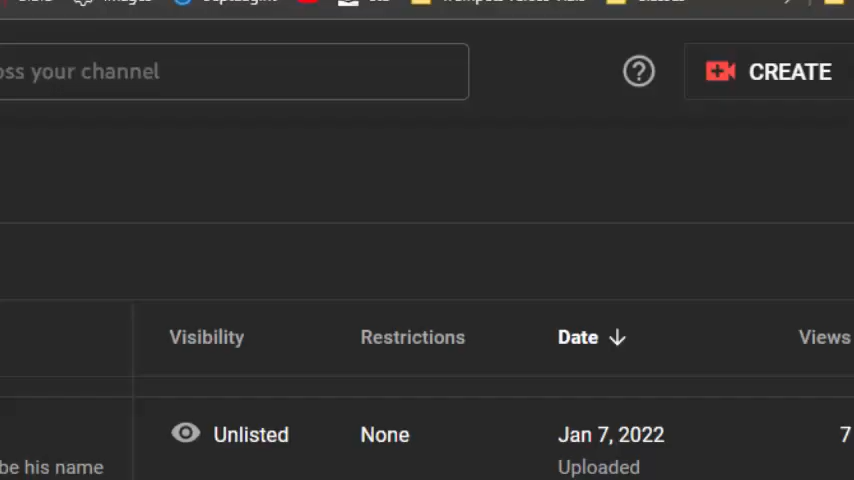 oss your channel
CREATE
Visibility Restrictions Date Views
Unlisted None Jan 7, 2022 7
be his name Uploaded